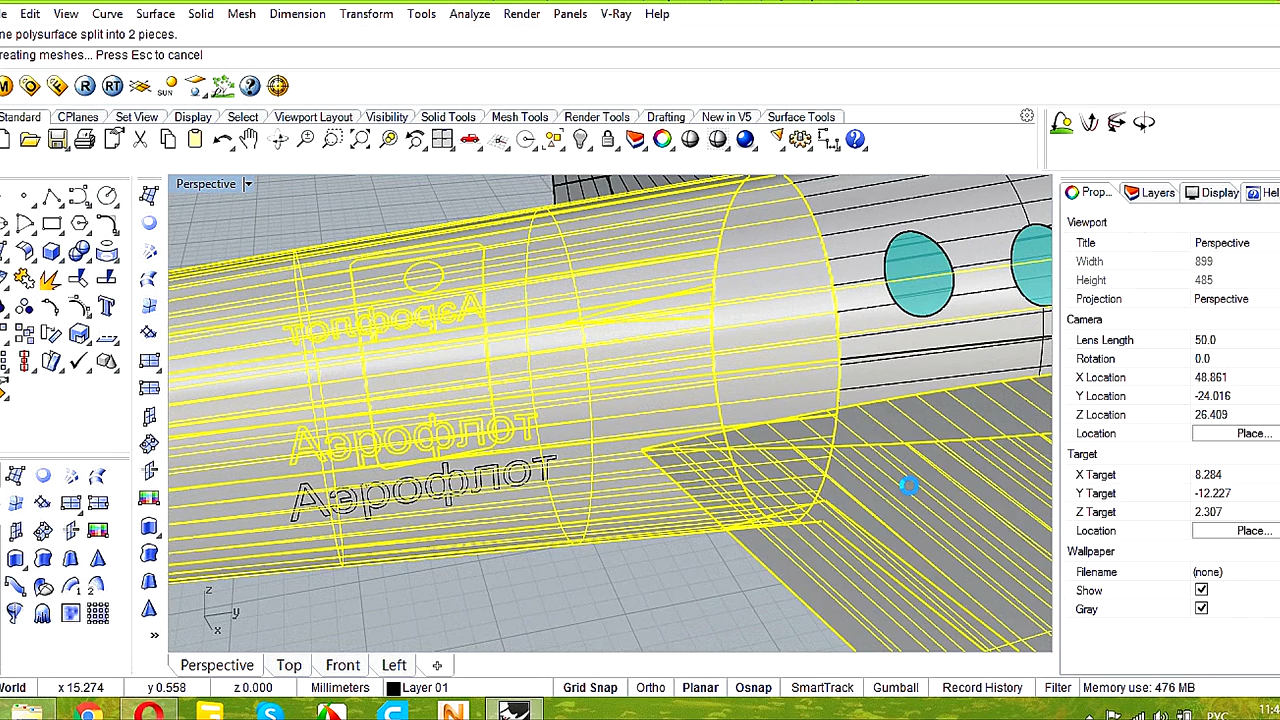 Edit View Curve Surface Solid Mesh Dimension Transform Tools Analyze Render Panels V-Ray Help
ne polysurface split into 2 pieces.
reating meshes... Press Esc to cancel
SUN
Standard CPlanes Set View Display Select Viewport Layout Visibility Solid Tools Mesh Tools Render Tools Drafting New in V5 Surface Tools
Perspective
Prop... Layers Display Hel
Viewport
Title Perspective
Width 899
Height 485
Projection Perspective
Camera
Lens Length 50.0
Rotation 0.0
X Location 48.861
Y Location -24.016
Z Location 26.409
Location Place...
Target
X Target 8.284
Y Target -12.227
Z Target 2.307
Location Place...
Wallpaper
Filename (none)
Show
Gray
Аэрофлот
Аэрофлот
Аэрофлот
z
y
x
Perspective Top Front Left
World x 15.274 y 0.558 z 0.000 Millimeters Layer 01 Grid Snap Ortho Planar Osnap SmartTrack Gumball Record History Filter Memory use: 476 MB
РУС